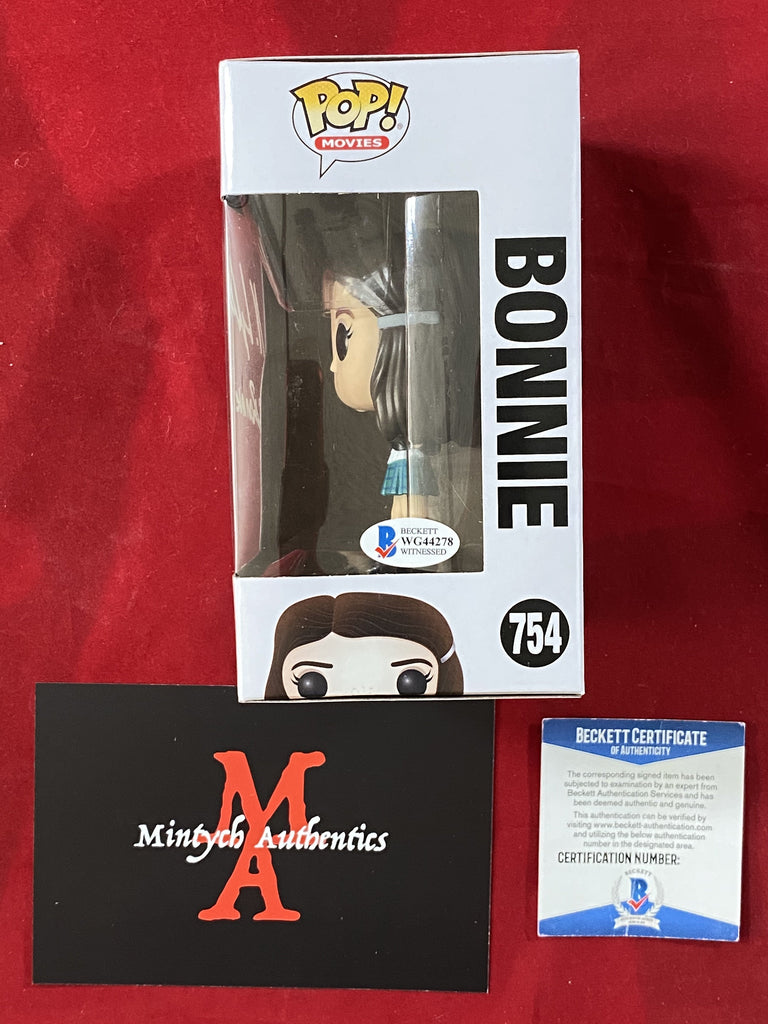 POP!
MOVIES
BONNIE
BECKETT
WG44278
WITNESSED
754
Mintych Authentics
MA
BECKETT CERTIFICATE
OF AUTHENTICITY
The corresponding signed item has been
subjected to examination by an expert from
Beckett Authentication Services and has
been deemed authentic and genuine.
This authentication can be verified by
visiting www.beckett-authentication.com
and utilizing the below authentication
number in the designated area.
CERTIFICATION NUMBER:
BECKETT
B